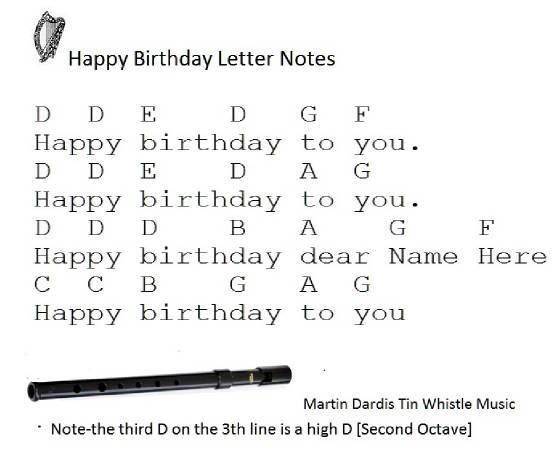 Happy Birthday Letter Notes
D D E D G F
Happy birthday to you.
D D E D A G
Happy birthday to you.
D D D B A G F
Happy birthday dear Name Here
C C B G A G
Happy birthday to you
Martin Dardis Tin Whistle Music
· Note-the third D on the 3th line is a high D [Second Octave]